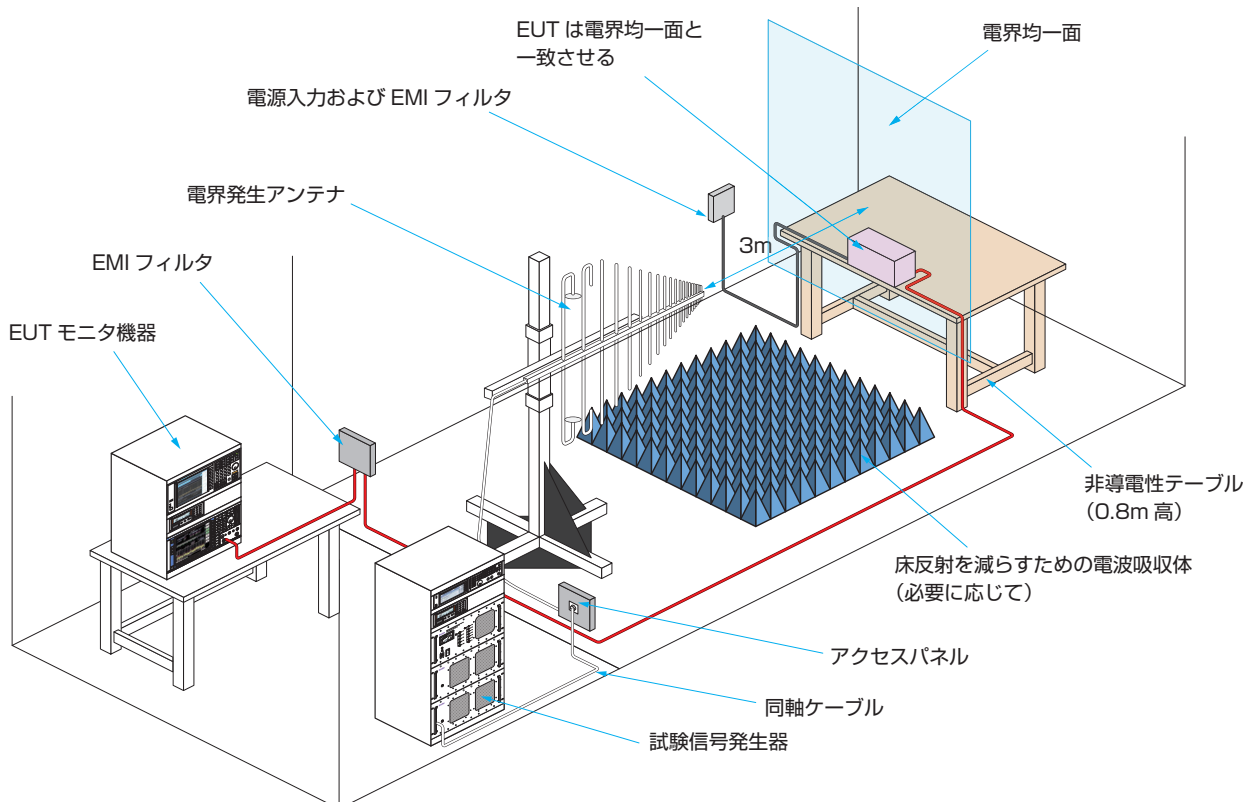 EUT は電界均一面と
一致させる
電界均一面
電源入力および EMI フィルタ
電界発生アンテナ
3m
EMI フィルタ
EUT モニタ機器
非導電性テーブル
（0.8m 高）
床反射を減らすための電波吸収体
（必要に応じて）
アクセスパネル
同軸ケーブル
試験信号発生器